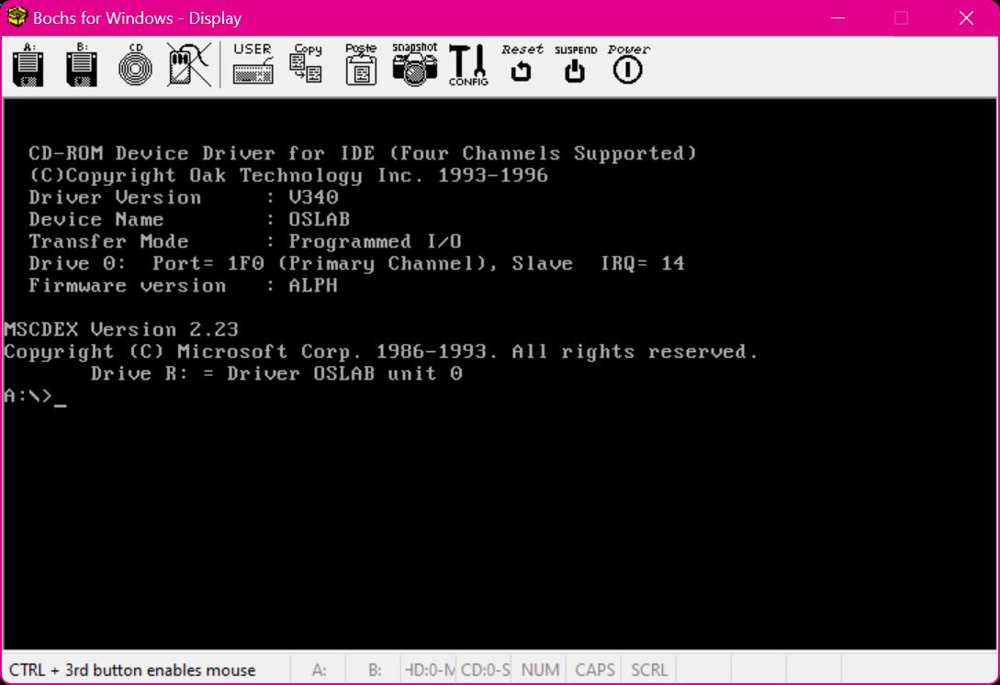 Bochs for Windows - Display
A: B: CD USER Copy Paste snapshot CONFIG Reset SUSPEND Power
CD-ROM Device Driver for IDE (Four Channels Supported)
(C)Copyright Oak Technology Inc. 1993-1996
Driver Version : V340
Device Name : OSLAB
Transfer Mode : Programmed I/O
Drive 0: Port= 1F0 (Primary Channel), Slave IRQ= 14
Firmware version : ALPH
MSCDEX Version 2.23
Copyright (C) Microsoft Corp. 1986-1993. All rights reserved.
Drive R: = Driver OSLAB unit 0
A:\>_
CTRL + 3rd button enables mouse A: B: HD:0-M CD:0-S NUM CAPS SCRL